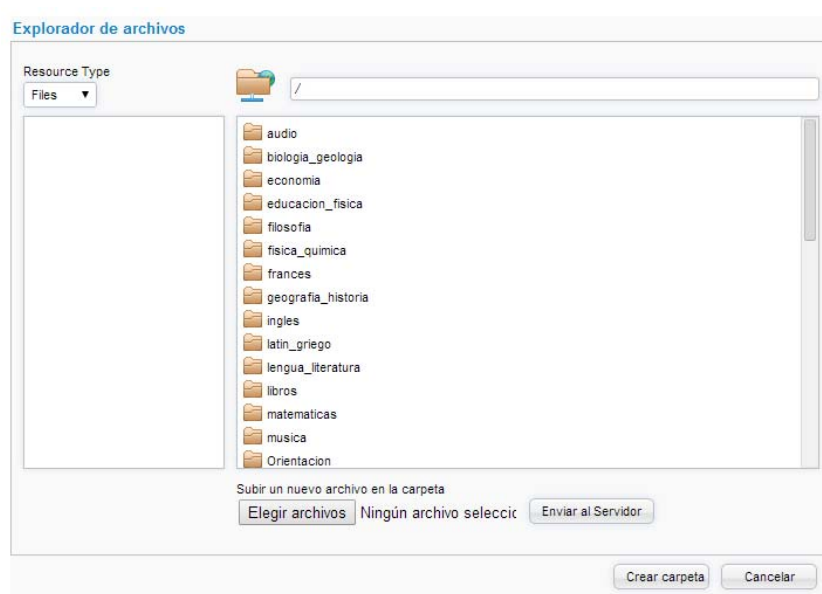 Explorador de archivos
Resource Type
Files
/
audio
biologia_geologia
economia
educacion_fisica
filosofia
fisica_quimica
frances
geografia_historia
ingles
latin_griego
lengua_literatura
libros
matematicas
musica
Orientacion
Subir un nuevo archivo en la carpeta
Elegir archivos Ningún archivo seleccic Enviar al Servidor
Crear carpeta Cancelar